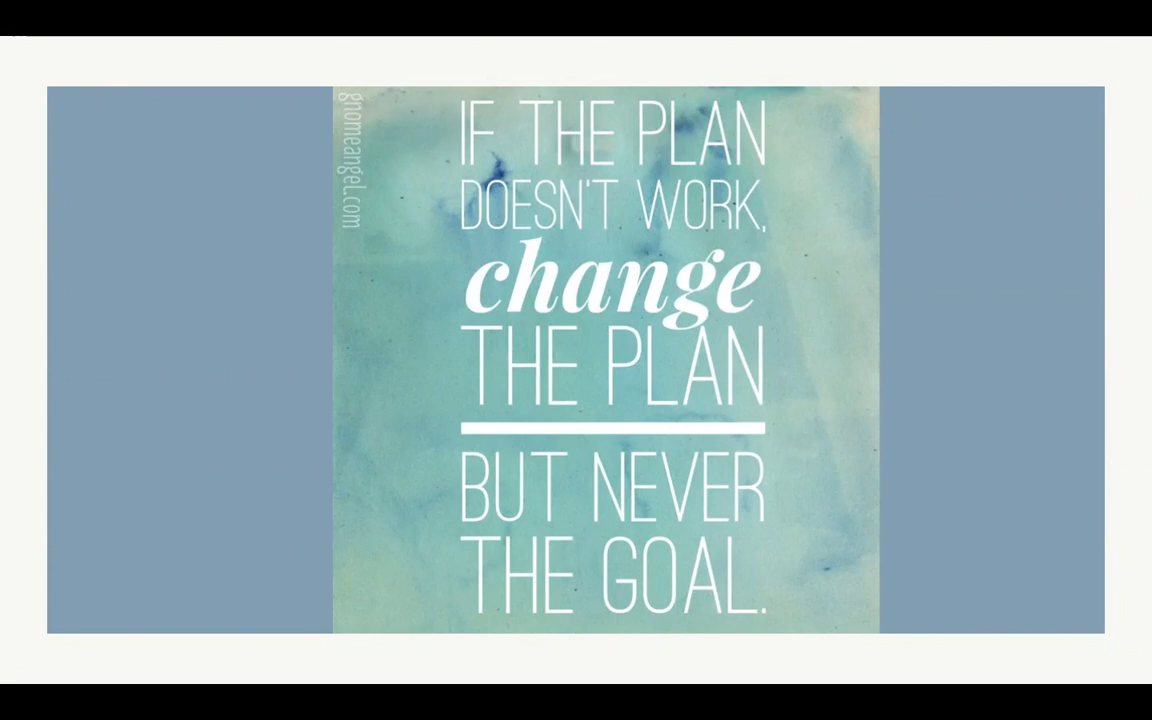 gnomeangel.com
IF THE PLAN
DOESN'T WORK,
change
THE PLAN
BUT NEVER
THE GOAL.